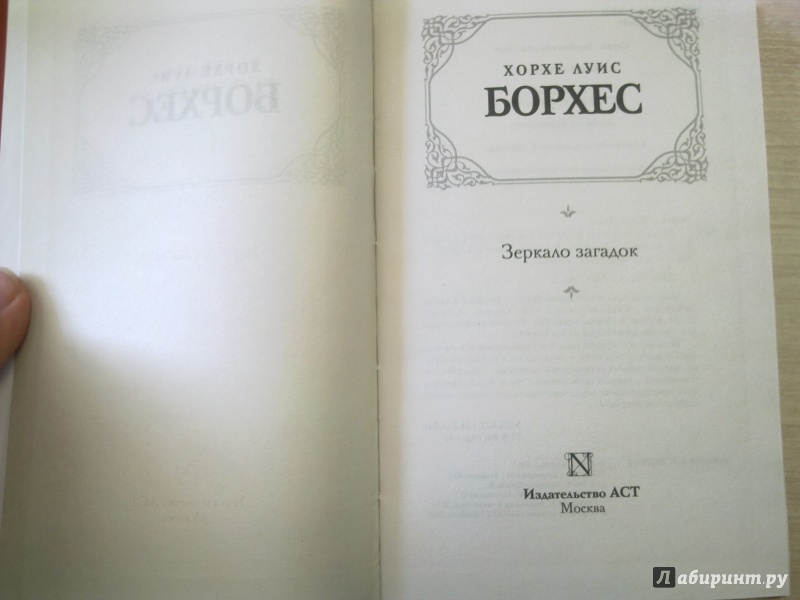 ХОРХЕ ЛУИС
БОРХЕС
Зеркало загадок
N
Издательство АСТ
Москва
Лабиринт.ру